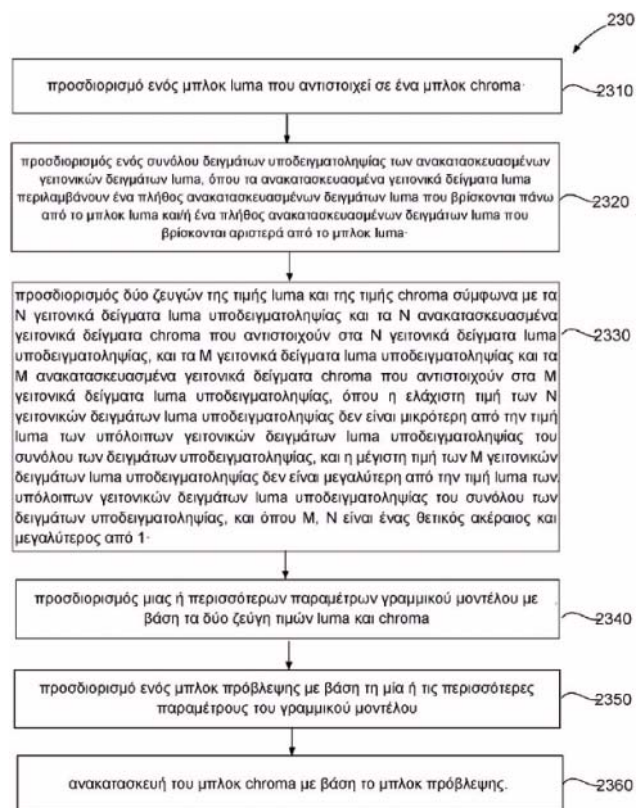 230
προσδιορισμό ενός μπλοκ luma που αντιστοιχεί σε ένα μπλοκ chroma·
2310
προσδιορισμός ενός συνόλου δειγμάτων υποδειγματοληψίας των ανακατασκευασμένων
γειτονικών δειγμάτων luma, όπου τα ανακατασκευασμένα γειτονικά δείγματα luma
περιλαμβάνουν ένα πλήθος ανακατασκευασμένων δειγμάτων luma που βρίσκονται πάνω
από το μπλοκ luma και/ή ένα πλήθος ανακατασκευασμένων δειγμάτων luma που
βρίσκονται αριστερά από το μπλοκ luma·
2320
προσδιορισμός δύο ζευγών της τιμής luma και της τιμής chroma σύμφωνα με τα
N γειτονικά δείγματα luma υποδειγματοληψίας και τα N ανακατασκευασμένα
γειτονικά δείγματα chroma που αντιστοιχούν στα N γειτονικά δείγματα luma
υποδειγματοληψίας, και τα M γειτονικά δείγματα luma υποδειγματοληψίας και τα
M ανακατασκευασμένα γειτονικά δείγματα chroma που αντιστοιχούν στα M
γειτονικά δείγματα luma υποδειγματοληψίας, όπου η ελάχιστη τιμή των N
γειτονικών δειγμάτων luma υποδειγματοληψίας δεν είναι μικρότερη από την τιμή
luma των υπόλοιπων γειτονικών δειγμάτων luma υποδειγματοληψίας του
συνόλου των δειγμάτων υποδειγματοληψίας, και η μέγιστη τιμή των M γειτονικών
δειγμάτων luma υποδειγματοληψίας δεν είναι μεγαλύτερη από την τιμή luma των
υπόλοιπων γειτονικών δειγμάτων luma υποδειγματοληψίας του συνόλου των
δειγμάτων υποδειγματοληψίας, και όπου M, N είναι ένας θετικός ακέραιος και
μεγαλύτερος από 1·
2330
προσδιορισμός μιας ή περισσότερων παραμέτρων γραμμικού μοντέλου με
βάση τα δύο ζεύγη τιμών luma και chroma
2340
προσδιορισμό ενός μπλοκ πρόβλεψης με βάση τη μία ή τις περισσότερες
παραμέτρους του γραμμικού μοντέλου
2350
ανακατασκευή του μπλοκ chroma με βάση το μπλοκ πρόβλεψης.
2360